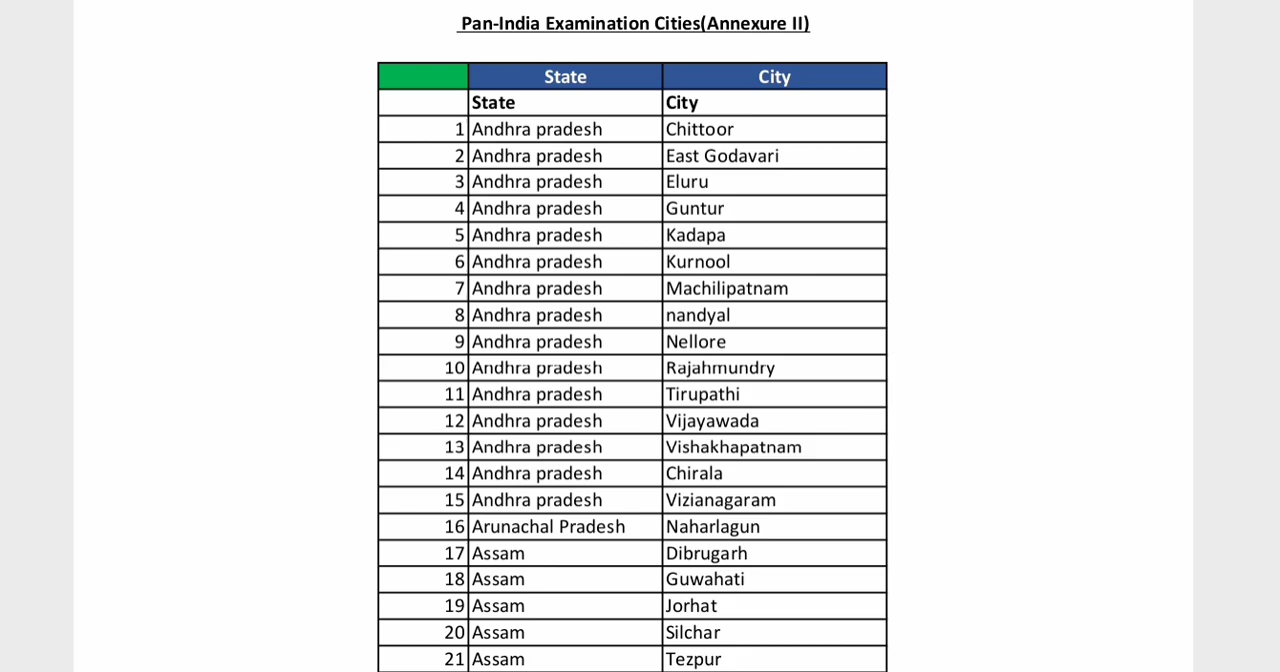 Pan-India Examination Cities(Annexure II)
State City
State City
1 Andhra pradesh Chittoor
2 Andhra pradesh East Godavari
3 Andhra pradesh Eluru
4 Andhra pradesh Guntur
5 Andhra pradesh Kadapa
6 Andhra pradesh Kurnool
7 Andhra pradesh Machilipatnam
8 Andhra pradesh nandyal
9 Andhra pradesh Nellore
10 Andhra pradesh Rajahmundry
11 Andhra pradesh Tirupathi
12 Andhra pradesh Vijayawada
13 Andhra pradesh Vishakhapatnam
14 Andhra pradesh Chirala
15 Andhra pradesh Vizianagaram
16 Arunachal Pradesh Naharlagun
17 Assam Dibrugarh
18 Assam Guwahati
19 Assam Jorhat
20 Assam Silchar
21 Assam Tezpur